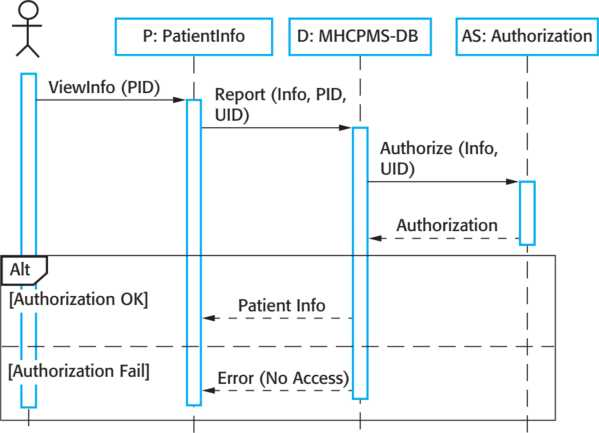 P: PatientInfo
D: MHCPMS-DB
AS: Authorization
ViewInfo (PID)
Report (Info, PID,
UID)
Authorize (Info,
UID)
Authorization
Alt
[Authorization OK]
Patient Info
[Authorization Fail]
Error (No Access)